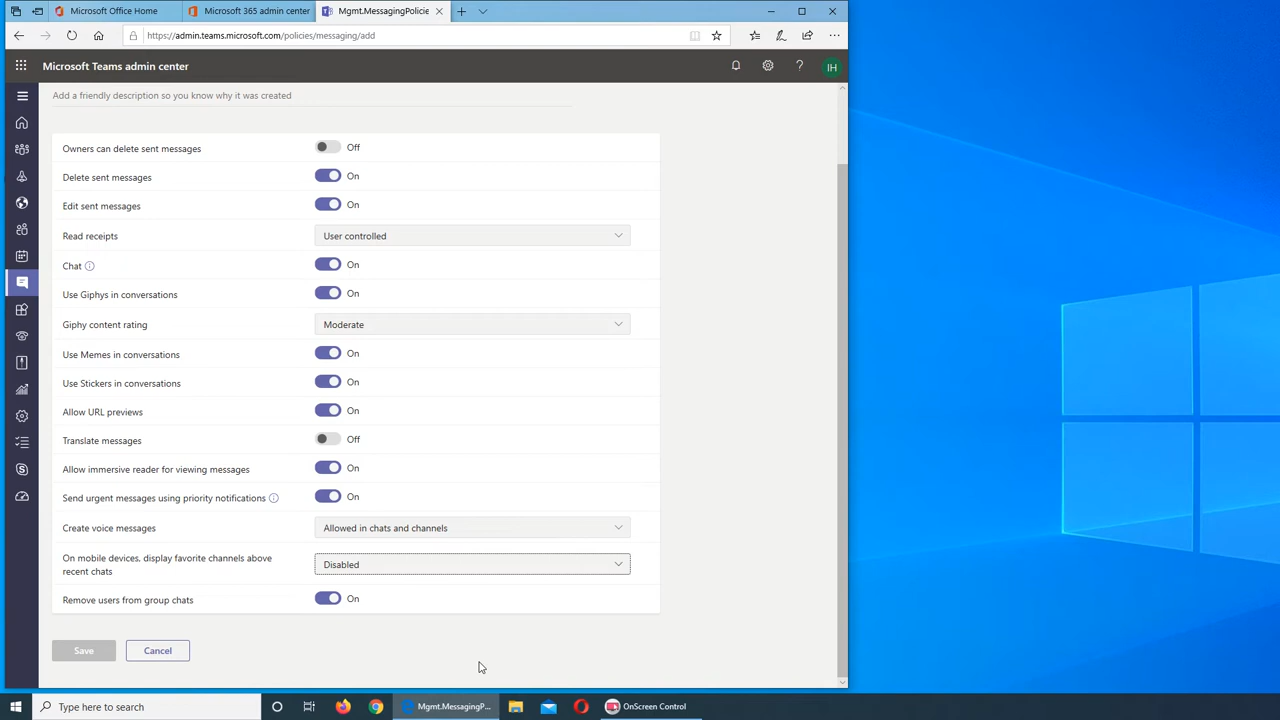 Microsoft Office Home
Microsoft 365 admin center
Mgmt.MessagingPolicie
https://admin.teams.microsoft.com/policies/messaging/add
Microsoft Teams admin center
IH
Add a friendly description so you know why it was created
Owners can delete sent messages Off
Delete sent messages On
Edit sent messages On
Read receipts User controlled
Chat On
Use Giphys in conversations On
Giphy content rating Moderate
Use Memes in conversations On
Use Stickers in conversations On
Allow URL previews On
Translate messages Off
Allow immersive reader for viewing messages On
Send urgent messages using priority notifications On
Create voice messages Allowed in chats and channels
On mobile devices, display favorite channels above
recent chats
Disabled
Remove users from group chats On
Save Cancel
Type here to search
Mgmt.MessagingP...
OnScreen Control